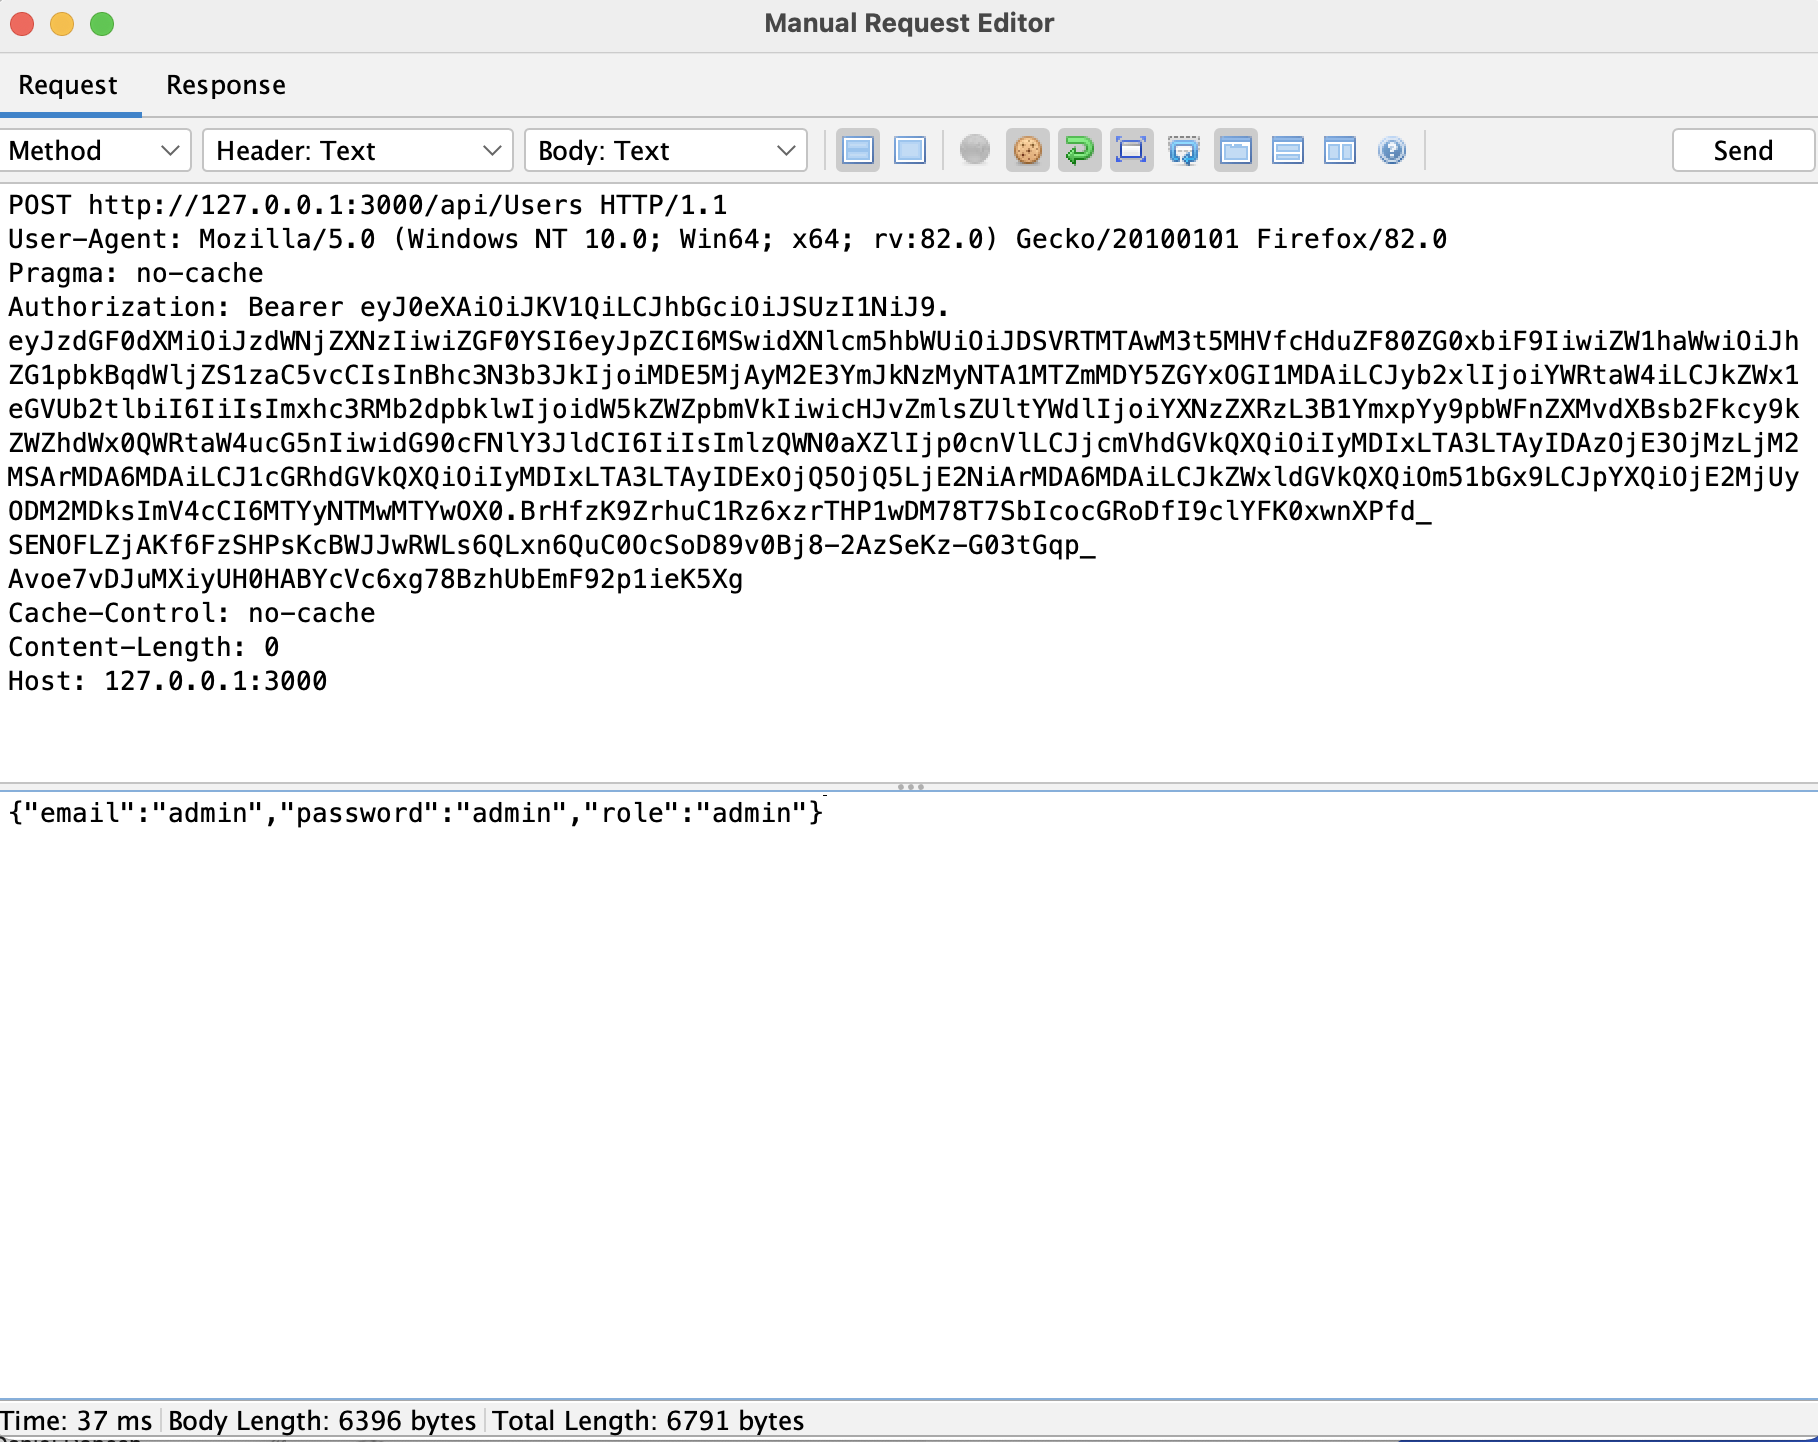 Manual Request Editor
Request Response
Method Header: Text Body: Text Send
POST http://127.0.0.1:3000/api/Users HTTP/1.1
User-Agent: Mozilla/5.0 (Windows NT 10.0; Win64; x64; rv:82.0) Gecko/20100101 Firefox/82.0
Pragma: no-cache
Authorization: Bearer eyJ0eXAiOiJKV1QiLCJhbGciOiJSUzI1NiJ9.
eyJzdGF0dXMiOiJzdWNjZXNzIiwiZGF0YSI6eyJpZCI6MSwidXNlcm5hbWUiOiJDSVRTMTAwM3t5MHVfcHduZF80ZG0xbiF9IiwiZW1haWwiOiJh
ZG1pbkBqdWljZS1zaC5vcCIsInBhc3N3b3JkIjoiMDE5MjAyM2E3YmJkNzMyNTA1MTZmMDY5ZGYxOGI1MDAiLCJyb2xlIjoiYWRtaW4iLCJkZWx1
eGVUb2tlbiI6IiIsImxhc3RMb2dpbklwIjoidW5kZWZpbmVkIiwicHJvZmlsZUltYWdlIjoiYXNzZXRzL3B1YmxpYy9pbWFnZXMvdXBsb2Fkcy9k
ZWZhdWx0QWRtaW4ucG5nIiwidG90cFNlY3JldCI6IiIsImlzQWN0aXZlIjp0cnVlLCJjcmVhdGVkQXQiOiIyMDIxLTA3LTAyIDAzOjE3OjMzLjM2
MSArMDA6MDAiLCJ1cGRhdGVkQXQiOiIyMDIxLTA3LTAyIDExOjQ5OjQ5LjE2NiArMDA6MDAiLCJkZWxldGVkQXQiOm51bGx9LCJpYXQiOjE2MjUy
ODM2MDksImV4cCI6MTYyNTMwMTYwOX0.BrHfzK9ZrhuC1Rz6xzrTHP1wDM78T7SbIcocGRoDfI9clYFK0xwnXPfd_
SENOFLZjAKf6FzSHPsKcBWJJwRWLs6QLxn6QuC0OcSoD89v0Bj8-2AzSeKz-G03tGqp_
Avoe7vDJuMXiyUH0HABYcVc6xg78BzhUbEmF92p1ieK5Xg
Cache-Control: no-cache
Content-Length: 0
Host: 127.0.0.1:3000
{"email":"admin","password":"admin","role":"admin"}
Time: 37 ms Body Length: 6396 bytes Total Length: 6791 bytes